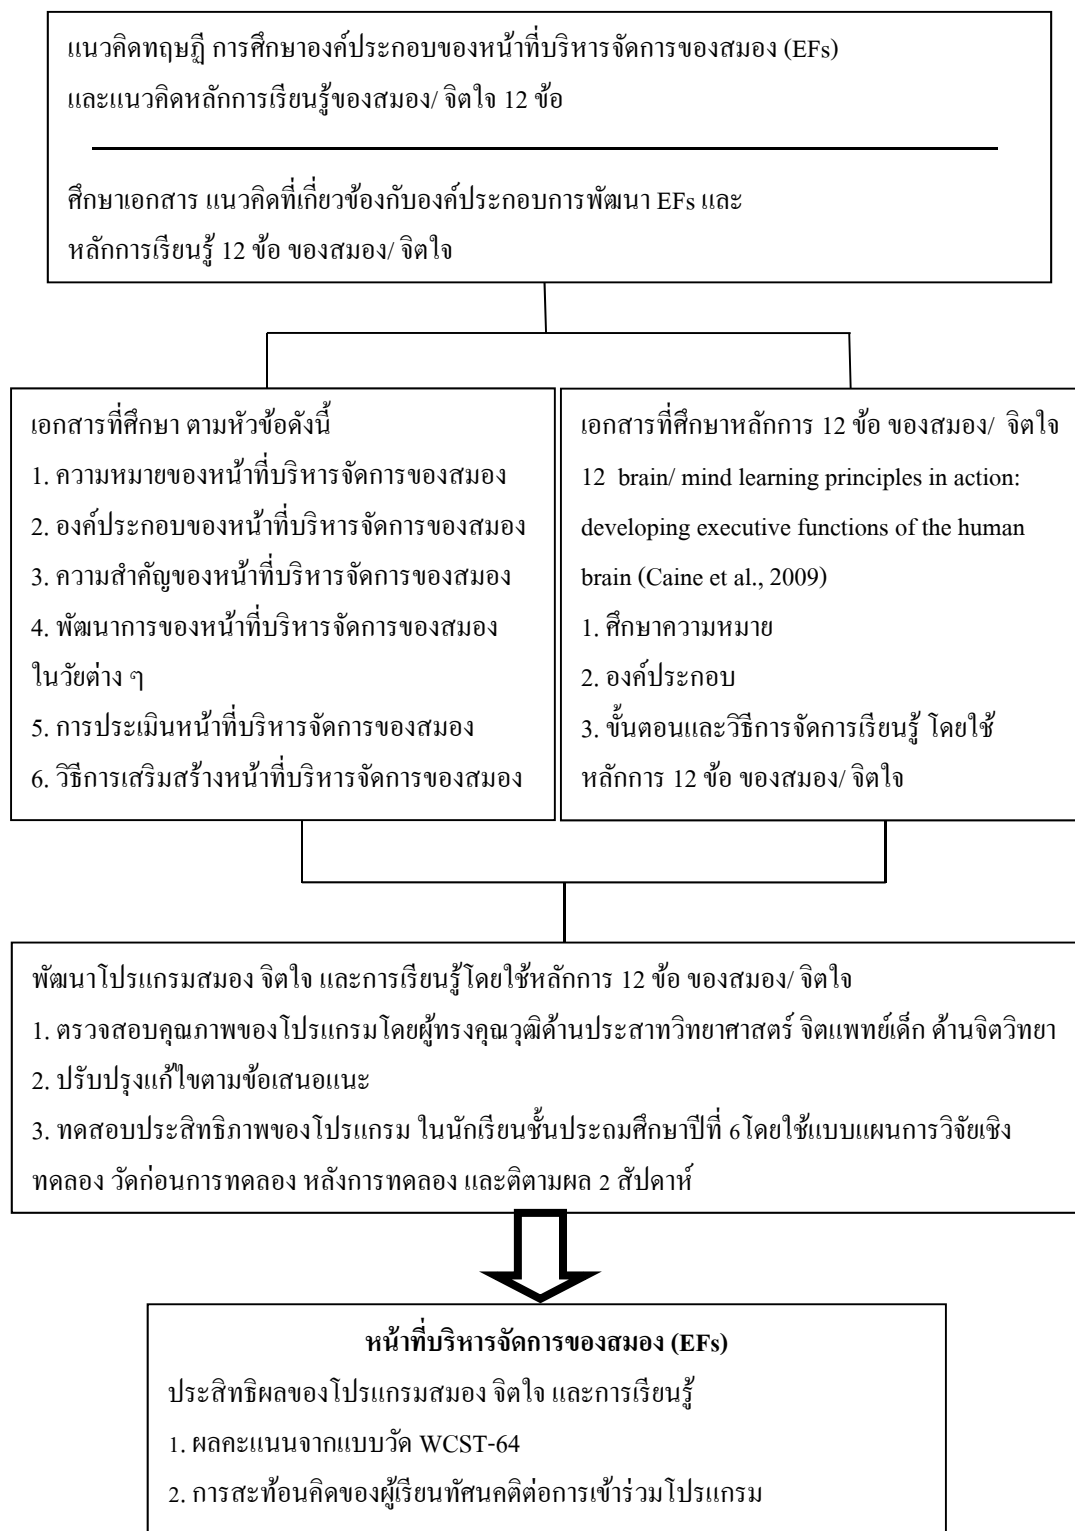 แนวคิดทฤษฎี การศึกษาองค์ประกอบของหน้าที่บริหารจัดการของสมอง (EFs)
และแนวคิดหลักการเรียนรู้ของสมอง/ จิตใจ 12 ข้อ
ศึกษาเอกสาร แนวคิดที่เกี่ยวข้องกับองค์ประกอบการพัฒนา EFs และ
หลักการเรียนรู้ 12 ข้อ ของสมอง/ จิตใจ
เอกสารที่ศึกษา ตามหัวข้อดังนี้
1. ความหมายของหน้าที่บริหารจัดการของสมอง
2. องค์ประกอบของหน้าที่บริหารจัดการของสมอง
3. ความสำคัญของหน้าที่บริหารจัดการของสมอง
4. พัฒนาการของหน้าที่บริหารจัดการของสมอง
ในวัยต่าง ๆ
5. การประเมินหน้าที่บริหารจัดการของสมอง
6. วิธีการเสริมสร้างหน้าที่บริหารจัดการของสมอง
เอกสารที่ศึกษาหลักการ 12 ข้อ ของสมอง/ จิตใจ
12 brain/ mind learning principles in action:
developing executive functions of the human
brain (Caine et al., 2009)
1. ศึกษาความหมาย
2. องค์ประกอบ
3. ขั้นตอนและวิธีการจัดการเรียนรู้ โดยใช้
หลักการ 12 ข้อ ของสมอง/ จิตใจ
พัฒนาโปรแกรมสมอง จิตใจ และการเรียนรู้โดยใช้หลักการ 12 ข้อ ของสมอง/ จิตใจ
1. ตรวจสอบคุณภาพของโปรแกรมโดยผู้ทรงคุณวุฒิด้านประสาทวิทยาศาสตร์ จิตแพทย์เด็ก ด้านจิตวิทยา
2. ปรับปรุงแก้ไขตามข้อเสนอแนะ
3. ทดสอบประสิทธิภาพของโปรแกรม ในนักเรียนชั้นประถมศึกษาปีที่ 6โดยใช้แบบแผนการวิจัยเชิง
ทดลอง วัดก่อนการทดลอง หลังการทดลอง และติตามผล 2 สัปดาห์
หน้าที่บริหารจัดการของสมอง (EFs)
ประสิทธิผลของโปรแกรมสมอง จิตใจ และการเรียนรู้
1. ผลคะแนนจากแบบวัด WCST-64
2. การสะท้อนคิดของผู้เรียนทัศนคติต่อการเข้าร่วมโปรแกรม